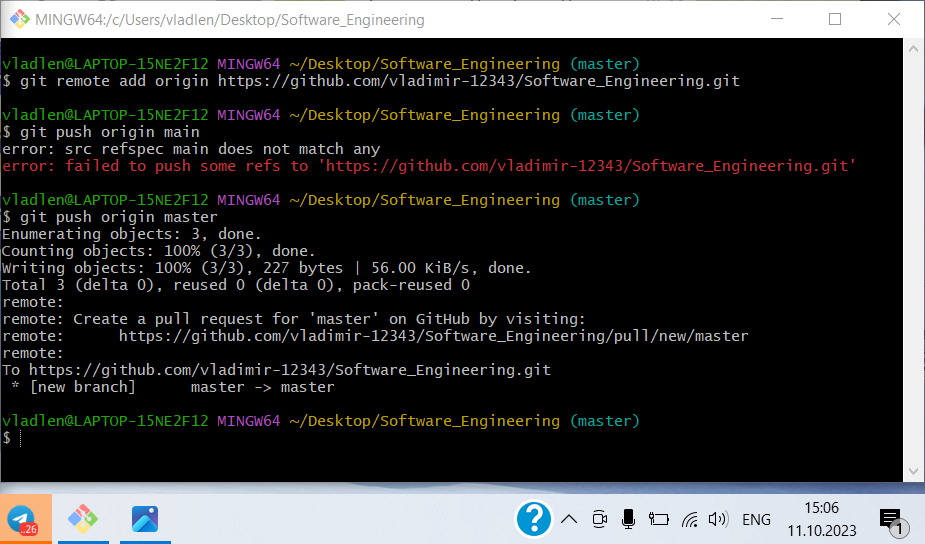 MINGW64:/c/Users/vladlen/Desktop/Software_Engineering
vladlen@LAPTOP-15NE2F12 MINGW64 ~/Desktop/Software_Engineering (master)
$ git remote add origin https://github.com/vladimir-12343/Software_Engineering.git
vladlen@LAPTOP-15NE2F12 MINGW64 ~/Desktop/Software_Engineering (master)
$ git push origin main
error: src refspec main does not match any
error: failed to push some refs to 'https://github.com/vladimir-12343/Software_Engineering.git'
vladlen@LAPTOP-15NE2F12 MINGW64 ~/Desktop/Software_Engineering (master)
$ git push origin master
Enumerating objects: 3, done.
Counting objects: 100% (3/3), done.
Writing objects: 100% (3/3), 227 bytes | 56.00 KiB/s, done.
Total 3 (delta 0), reused 0 (delta 0), pack-reused 0
remote:
remote: Create a pull request for 'master' on GitHub by visiting:
remote:      https://github.com/vladimir-12343/Software_Engineering/pull/new/master
remote:
To https://github.com/vladimir-12343/Software_Engineering.git
 * [new branch]      master -> master
vladlen@LAPTOP-15NE2F12 MINGW64 ~/Desktop/Software_Engineering (master)
$
..26
?
ENG
15:06
11.10.2023
1